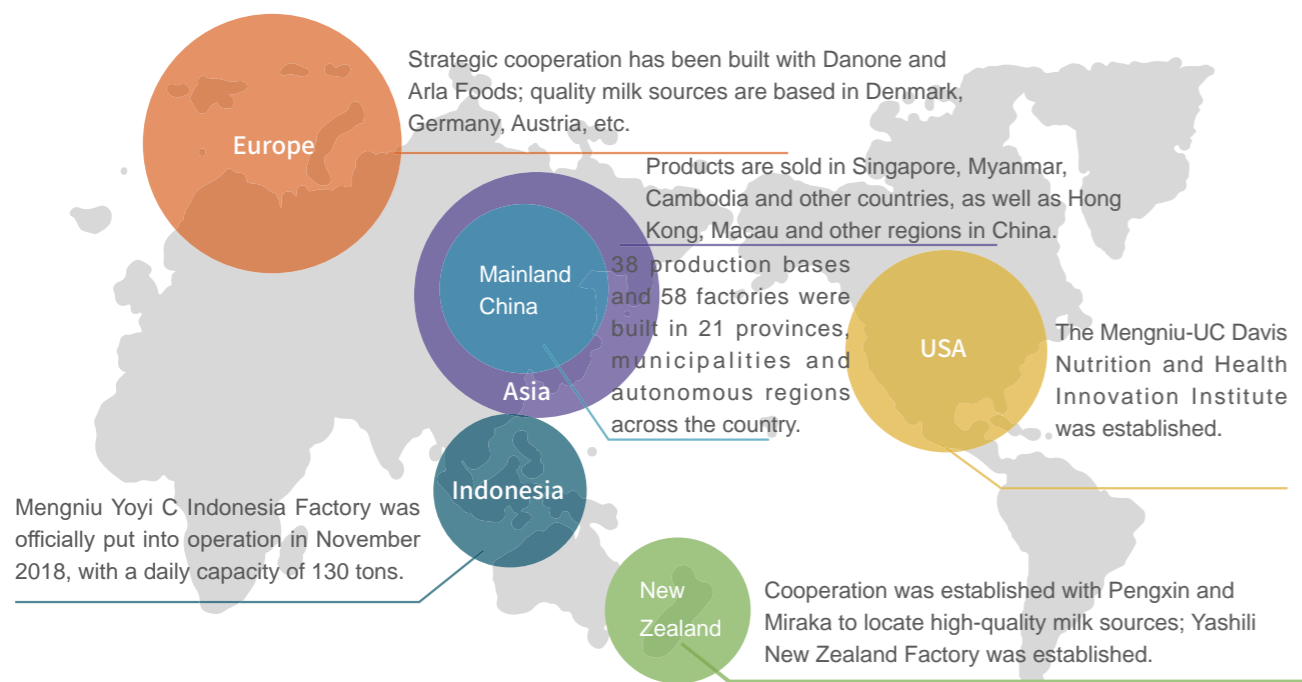 Strategic cooperation has been built with Danone and
Arla Foods; quality milk sources are based in Denmark,
Germany, Austria, etc.
Europe
Products are sold in Singapore, Myanmar,
Cambodia and other countries, as well as Hong
Kong, Macau and other regions in China.
Mainland
China
Asia
38 production bases
and 58 factories were
built in 21 provinces,
municipalities and
autonomous regions
across the country.
USA
The Mengniu-UC Davis
Nutrition and Health
Innovation Institute
was established.
Indonesia
Mengniu Yoyi C Indonesia Factory was
officially put into operation in November
2018, with a daily capacity of 130 tons.
New
Zealand
Cooperation was established with Pengxin and
Miraka to locate high-quality milk sources; Yashili
New Zealand Factory was established.